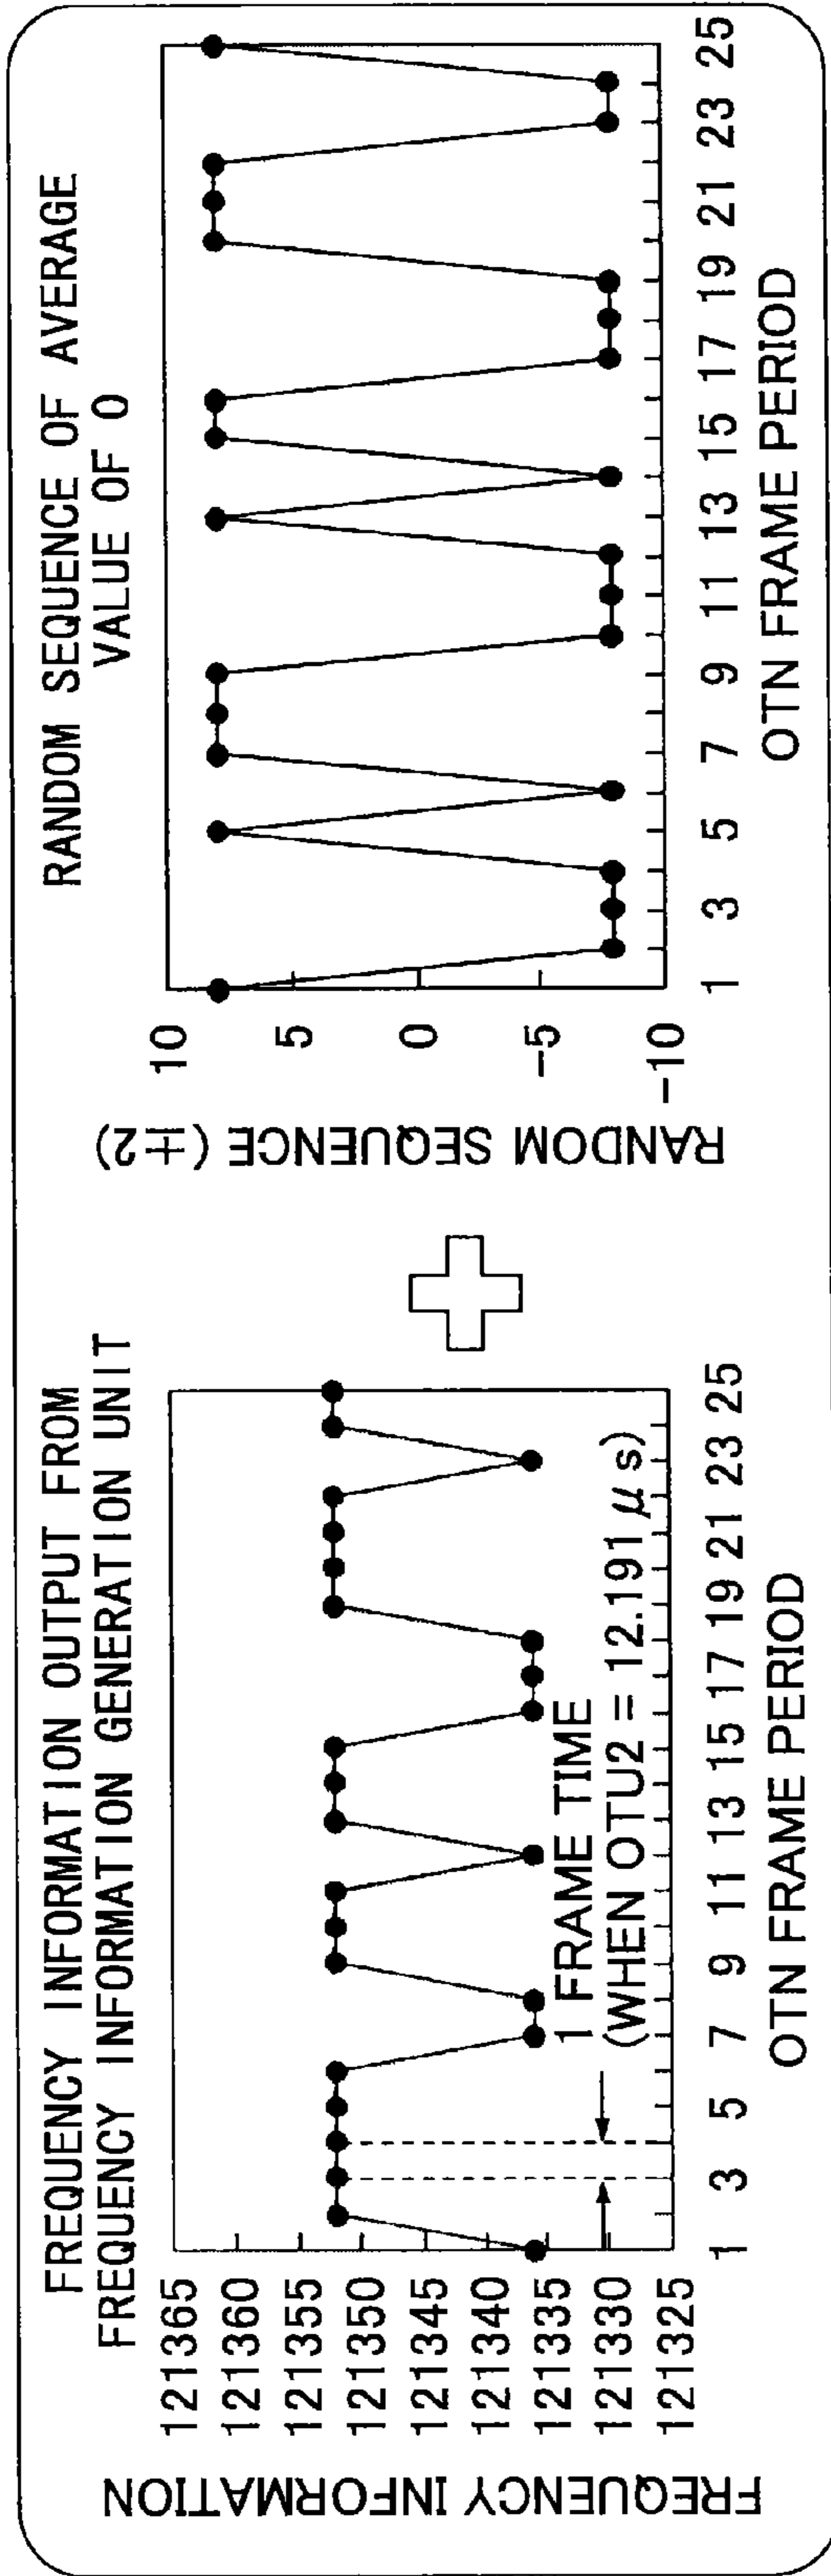 FREQUENCY INFORMATION OUTPUT FROM
FREQUENCY INFORMATION GENERATION UNIT
FREQUENCY INFORMATION
121365
121360
121355
121350
121345
121340
121335
121330
121325
1 FRAME TIME
(WHEN OTU2 = 12.191 μs)
1 3 5 7 9 11 13 15 17 19 21 23 25
OTN FRAME PERIOD
RANDOM SEQUENCE OF AVERAGE
VALUE OF 0
RANDOM SEQUENCE (±2)
10
5
0
-5
-10
1 3 5 7 9 11 13 15 17 19 21 23 25
OTN FRAME PERIOD